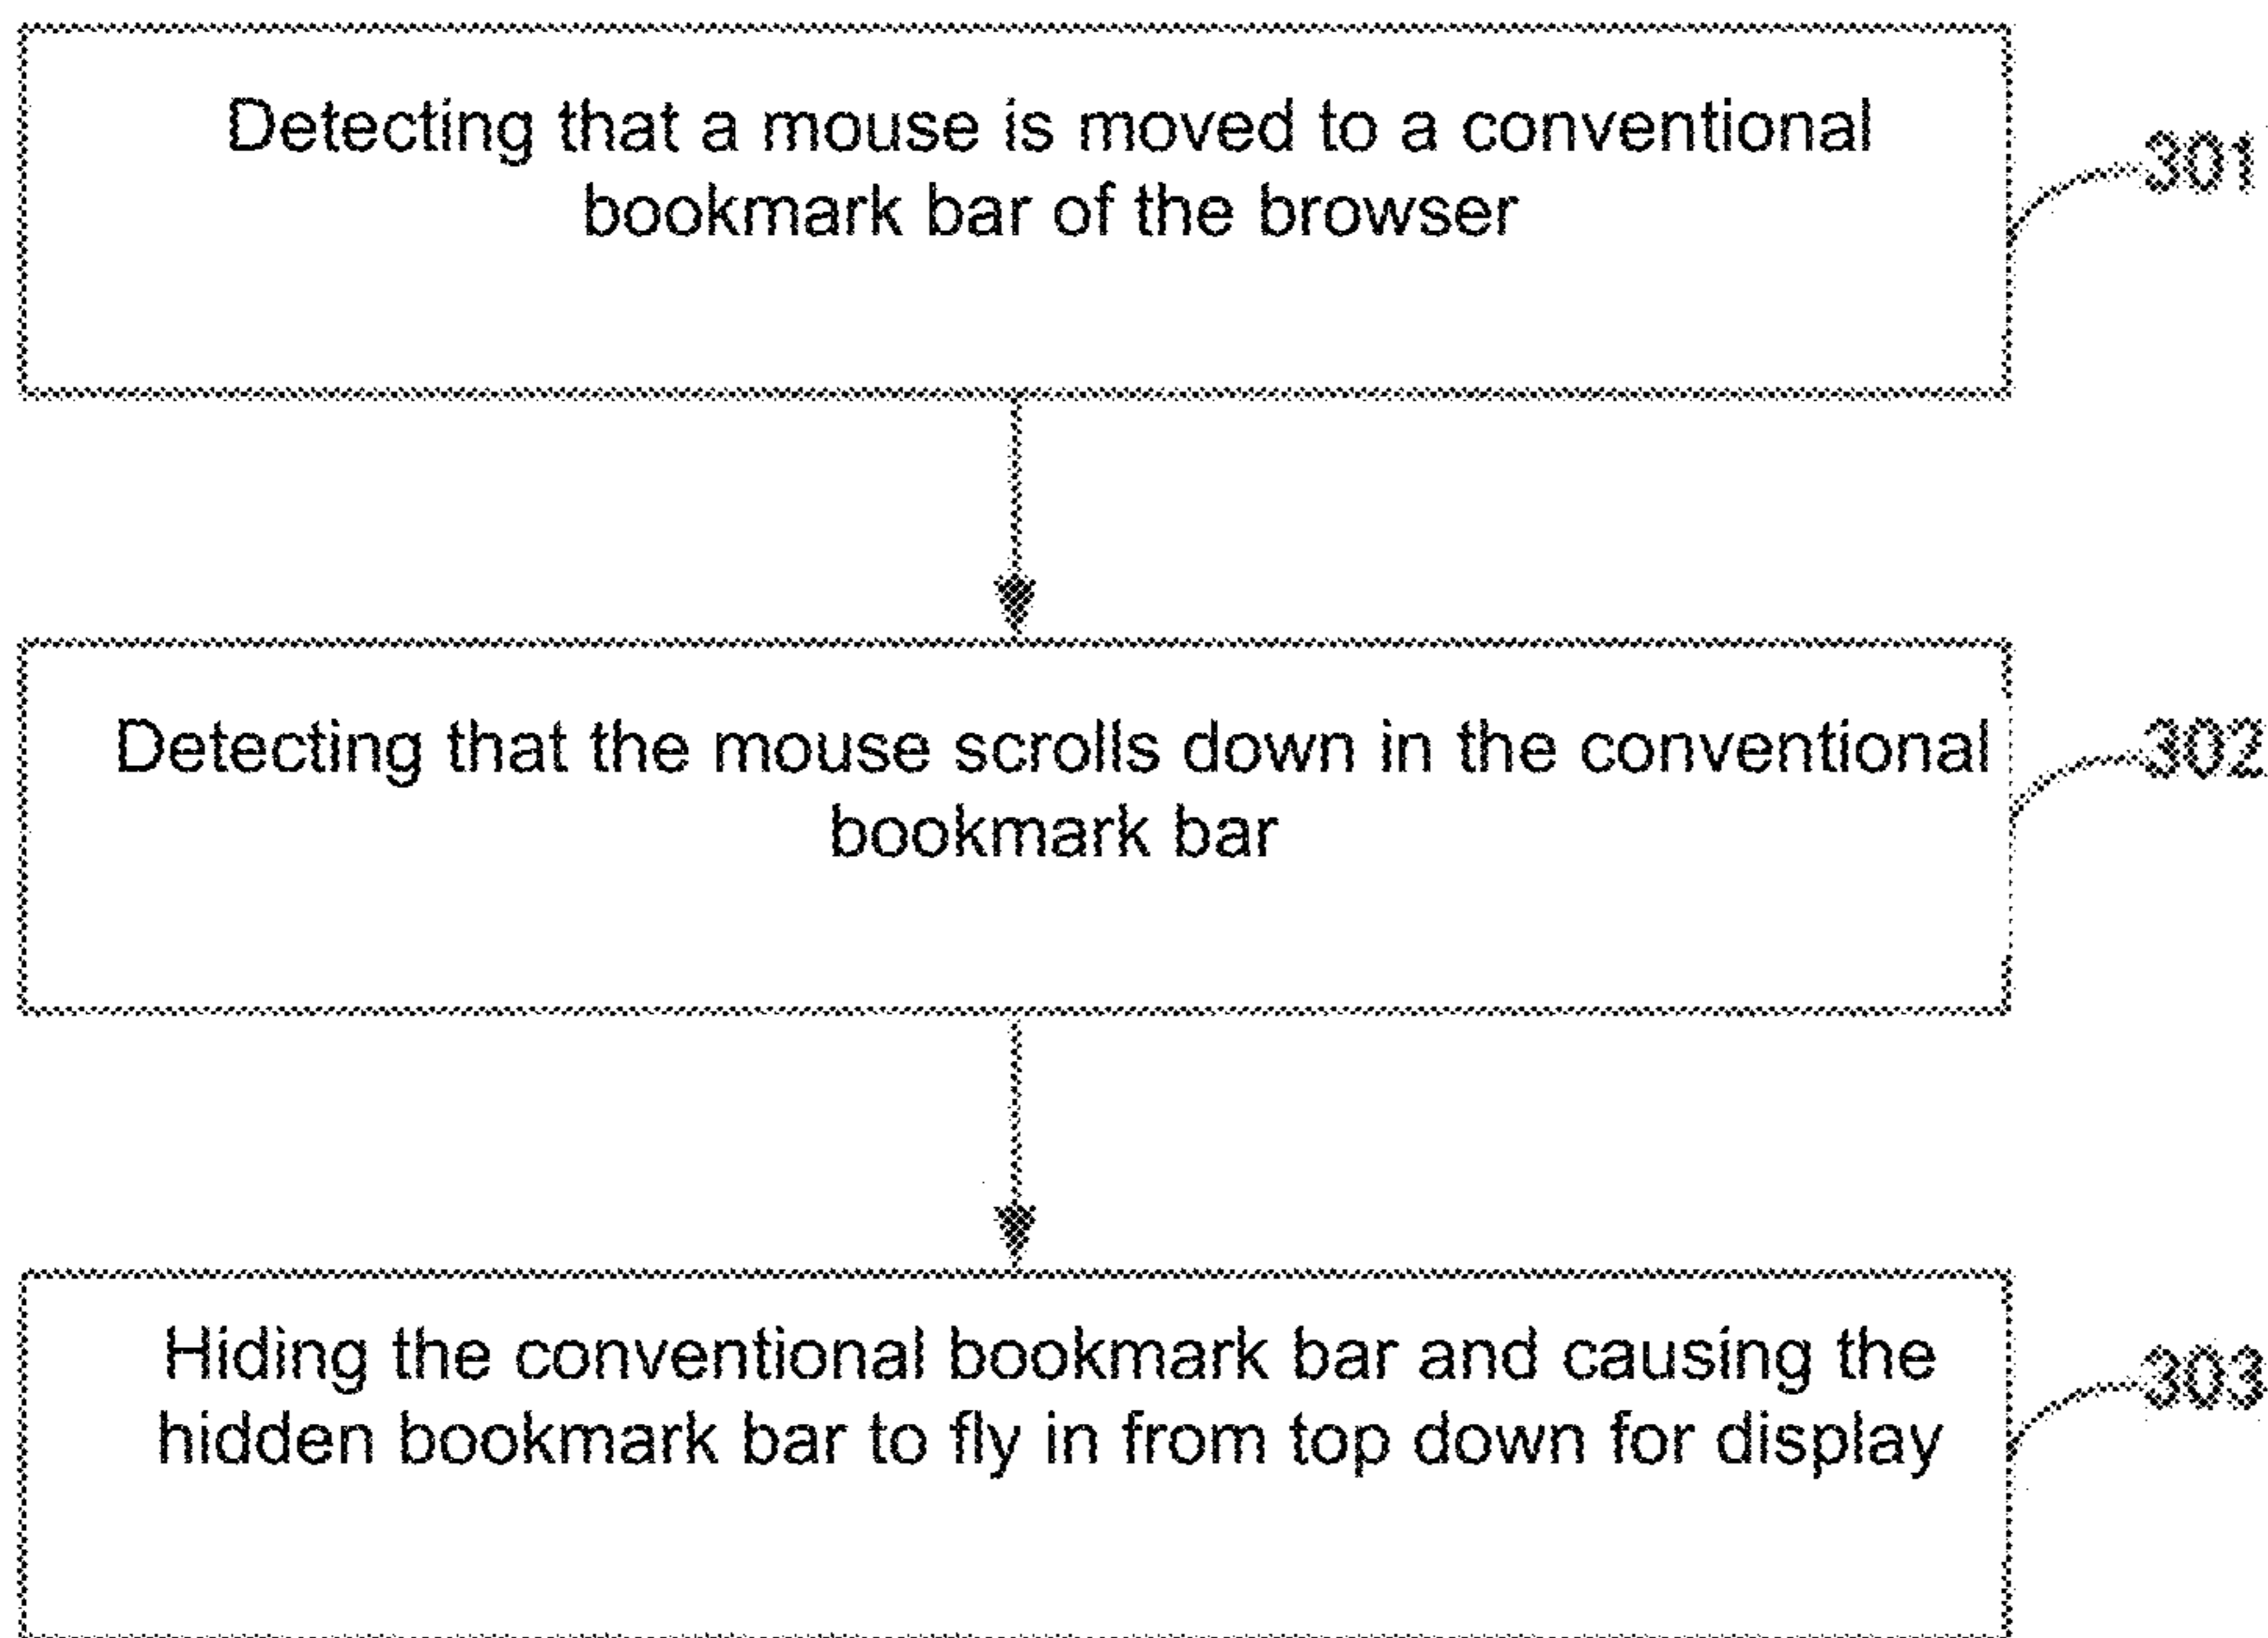 Detecting that a mouse is moved to a conventional
bookmark bar of the browser
301
Detecting that the mouse scrolls down in the conventional
bookmark bar
302
Hiding the conventional bookmark bar and causing the
hidden bookmark bar to fly in from top down for display
303